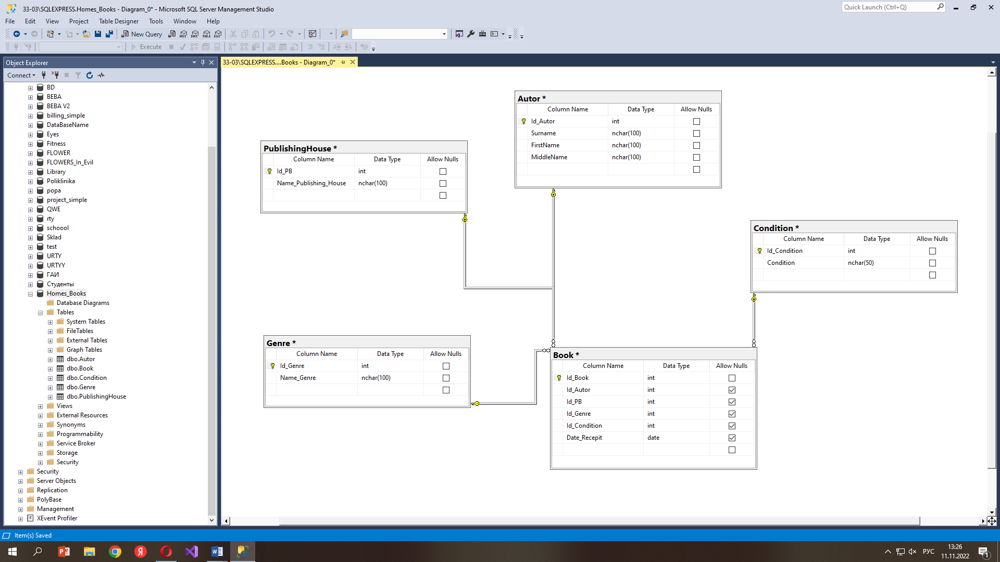 33-03\SQLEXPRESS.Homes_Books - Diagram_0* - Microsoft SQL Server Management Studio
Quick Launch (Ctrl+Q)
File Edit View Project Table Designer Tools Window Help
New Query
MDX DMX XMLA DAX
Execute
Object Explorer
33-03\SQLEXPRESS....Books - Diagram_0*
Connect
BD
BEBA
BEBA V2
billing_simple
DataBaseName
Eyes
Fitness
FLOWER
FLOWERS_In_Evil
Library
Poliklinika
popa
project_simple
QWE
rty
schoool
Sklad
test
URTY
URTYY
ГАИ
Студенты
Homes_Books
Database Diagrams
Tables
System Tables
FileTables
External Tables
Graph Tables
dbo.Autor
dbo.Book
dbo.Condition
dbo.Genre
dbo.PublishingHouse
Views
External Resources
Synonyms
Programmability
Service Broker
Storage
Security
Security
Server Objects
Replication
PolyBase
Management
XEvent Profiler
Autor *
Column Name Data Type Allow Nulls
Id_Autor int
Surname nchar(100)
FirstName nchar(100)
MiddleName nchar(100)
PublishingHouse *
Column Name Data Type Allow Nulls
Id_PB int
Name_Publishing_House nchar(100)
Condition *
Column Name Data Type Allow Nulls
Id_Condition int
Condition nchar(50)
Genre *
Column Name Data Type Allow Nulls
Id_Genre int
Name_Genre nchar(100)
Book *
Column Name Data Type Allow Nulls
Id_Book int
Id_Autor int
Id_PB int
Id_Genre int
Id_Condition int
Date_Recepit date
Item(s) Saved
РУС
13:26
11.11.2022
1